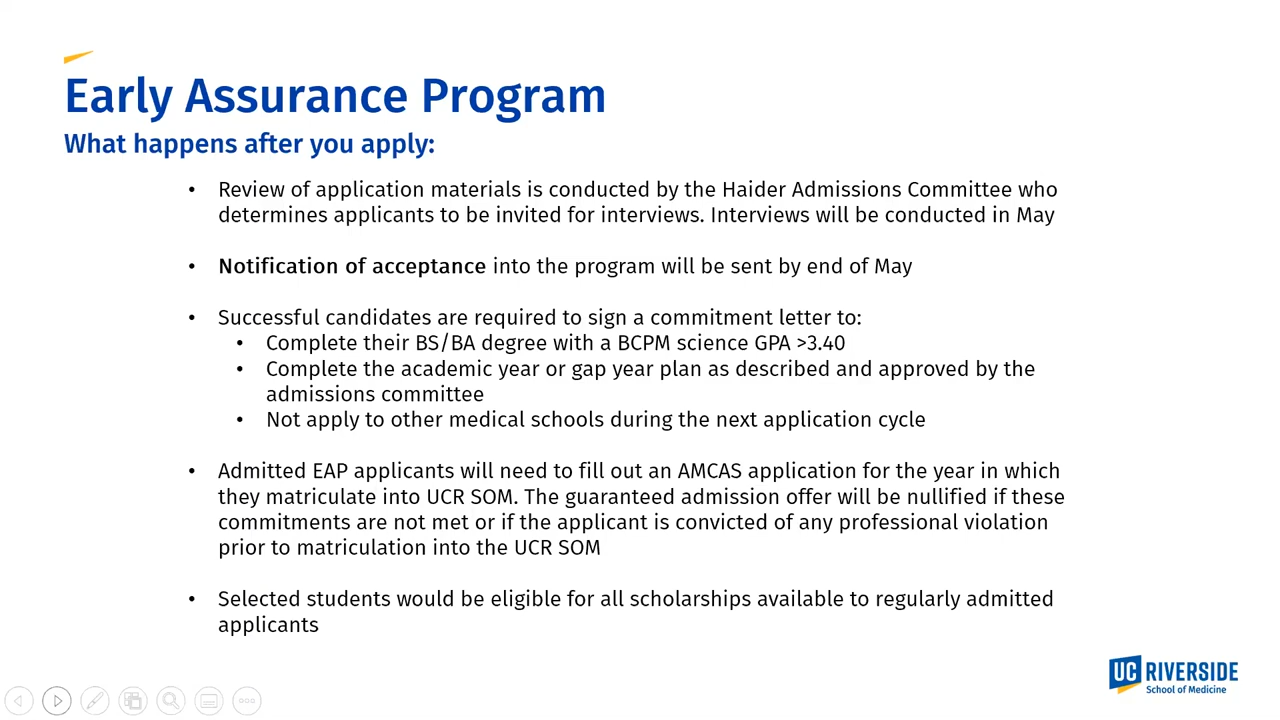 Early Assurance Program
What happens after you apply:
• Review of application materials is conducted by the Haider Admissions Committee who
determines applicants to be invited for interviews. Interviews will be conducted in May
• Notification of acceptance into the program will be sent by end of May
• Successful candidates are required to sign a commitment letter to:
• Complete their BS/BA degree with a BCPM science GPA >3.40
• Complete the academic year or gap year plan as described and approved by the
admissions committee
• Not apply to other medical schools during the next application cycle
• Admitted EAP applicants will need to fill out an AMCAS application for the year in which
they matriculate into UCR SOM. The guaranteed admission offer will be nullified if these
commitments are not met or if the applicant is convicted of any professional violation
prior to matriculation into the UCR SOM
• Selected students would be eligible for all scholarships available to regularly admitted
applicants
UC RIVERSIDE
School of Medicine